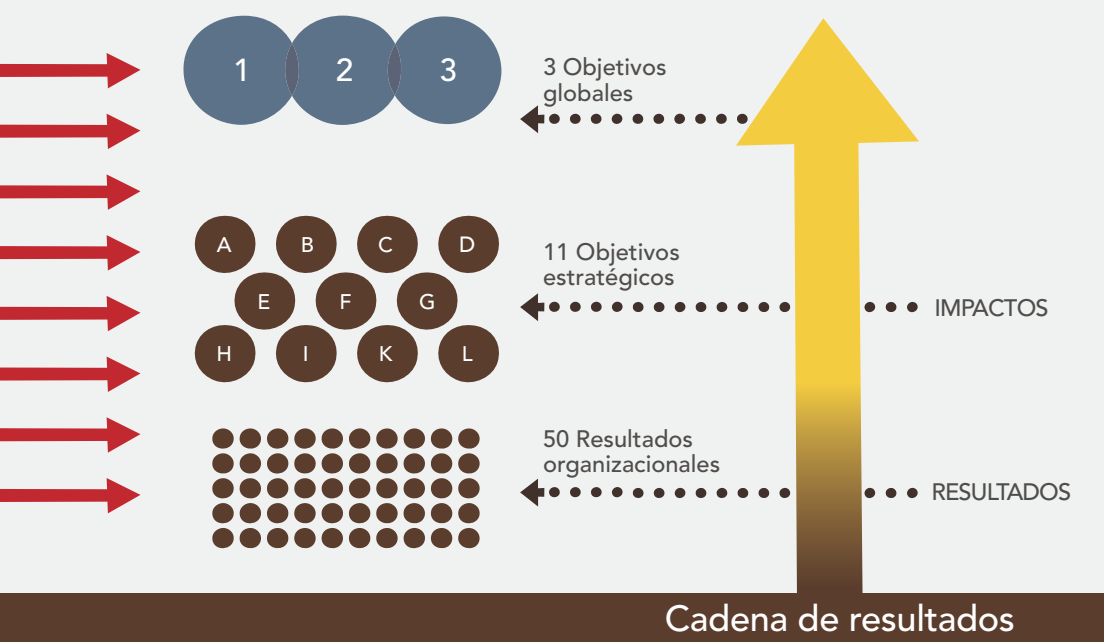 1 2 3
3 Objetivos
globales
A B C D
E F G
H I K L
11 Objetivos
estratégicos
IMPACTOS
50 Resultados
organizacionales
RESULTADOS
Cadena de resultados